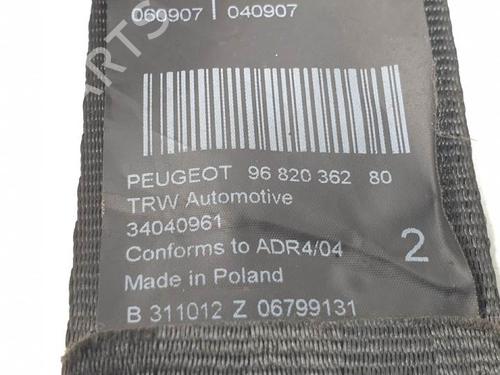 060907 | 040907
PEUGEOT 96 820 362 80
TRW Automotive
34040961
Conforms to ADR4/04
2
Made in Poland
B 311012 Z 06799131